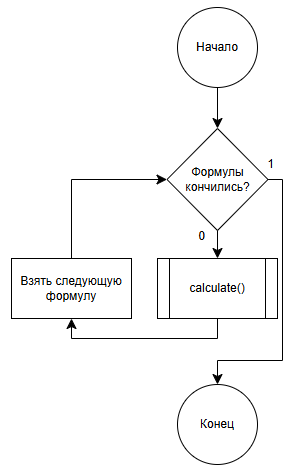 Начало
Формулы
кончились?
1
0
Взять следующую
формулу
calculate()
Конец